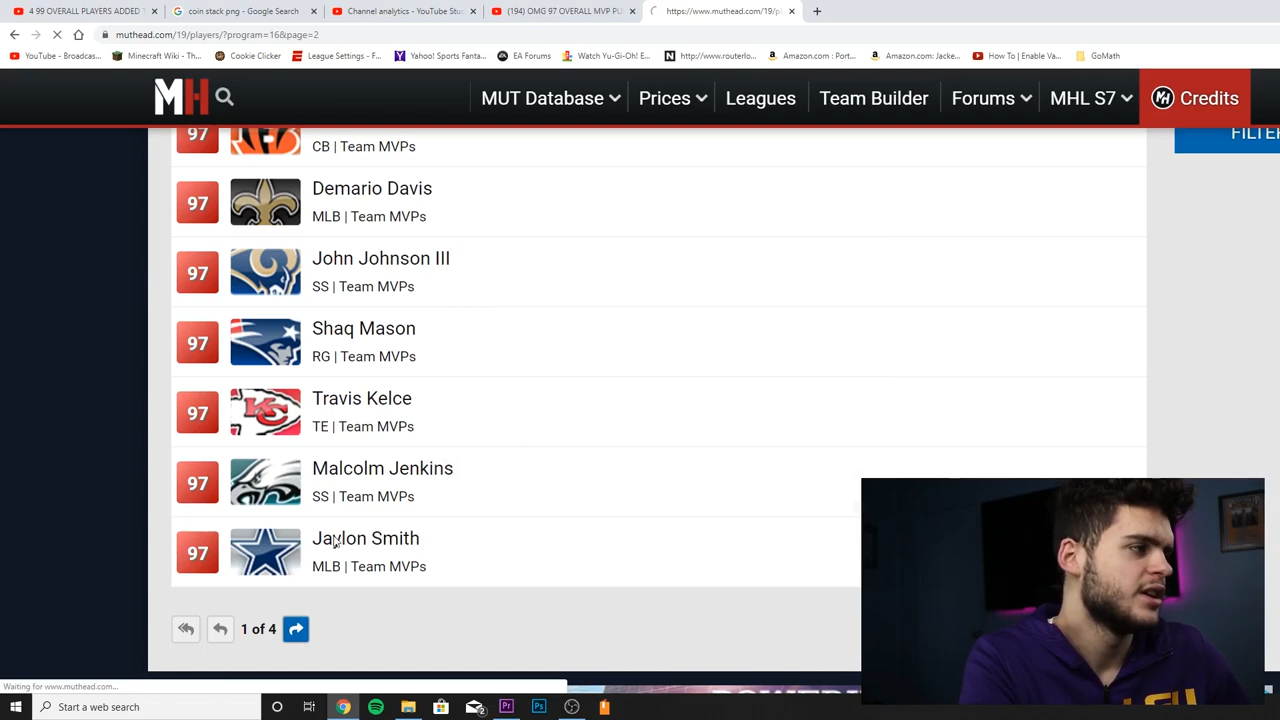 4 99 OVERALL PLAYERS ADDED T
coin stack png - Google Search
Channel analytics - YouTube Stu
(194) OMG 97 OVERALL MVP PU
https://www.muthead.com/19/pl
muthead.com/19/players/?program=16&page=2
YouTube - Broadcas...
Minecraft Wiki - Th...
Cookie Clicker
League Settings - F...
Yahoo! Sports Fanta...
EA Forums
Watch Yu-Gi-Oh! E...
http://www.routerlo...
Amazon.com : Port...
Amazon.com: Jacke...
How To | Enable Va...
GoMath
MH
MUT Database
Prices
Leagues
Team Builder
Forums
MHL S7
Credits
97
CB | Team MVPs
FILTE
97
Demario Davis
MLB | Team MVPs
97
John Johnson III
SS | Team MVPs
97
Shaq Mason
RG | Team MVPs
97
Travis Kelce
TE | Team MVPs
97
Malcolm Jenkins
SS | Team MVPs
97
Jaylon Smith
MLB | Team MVPs
1 of 4
Waiting for www.muthead.com...
Start a web search